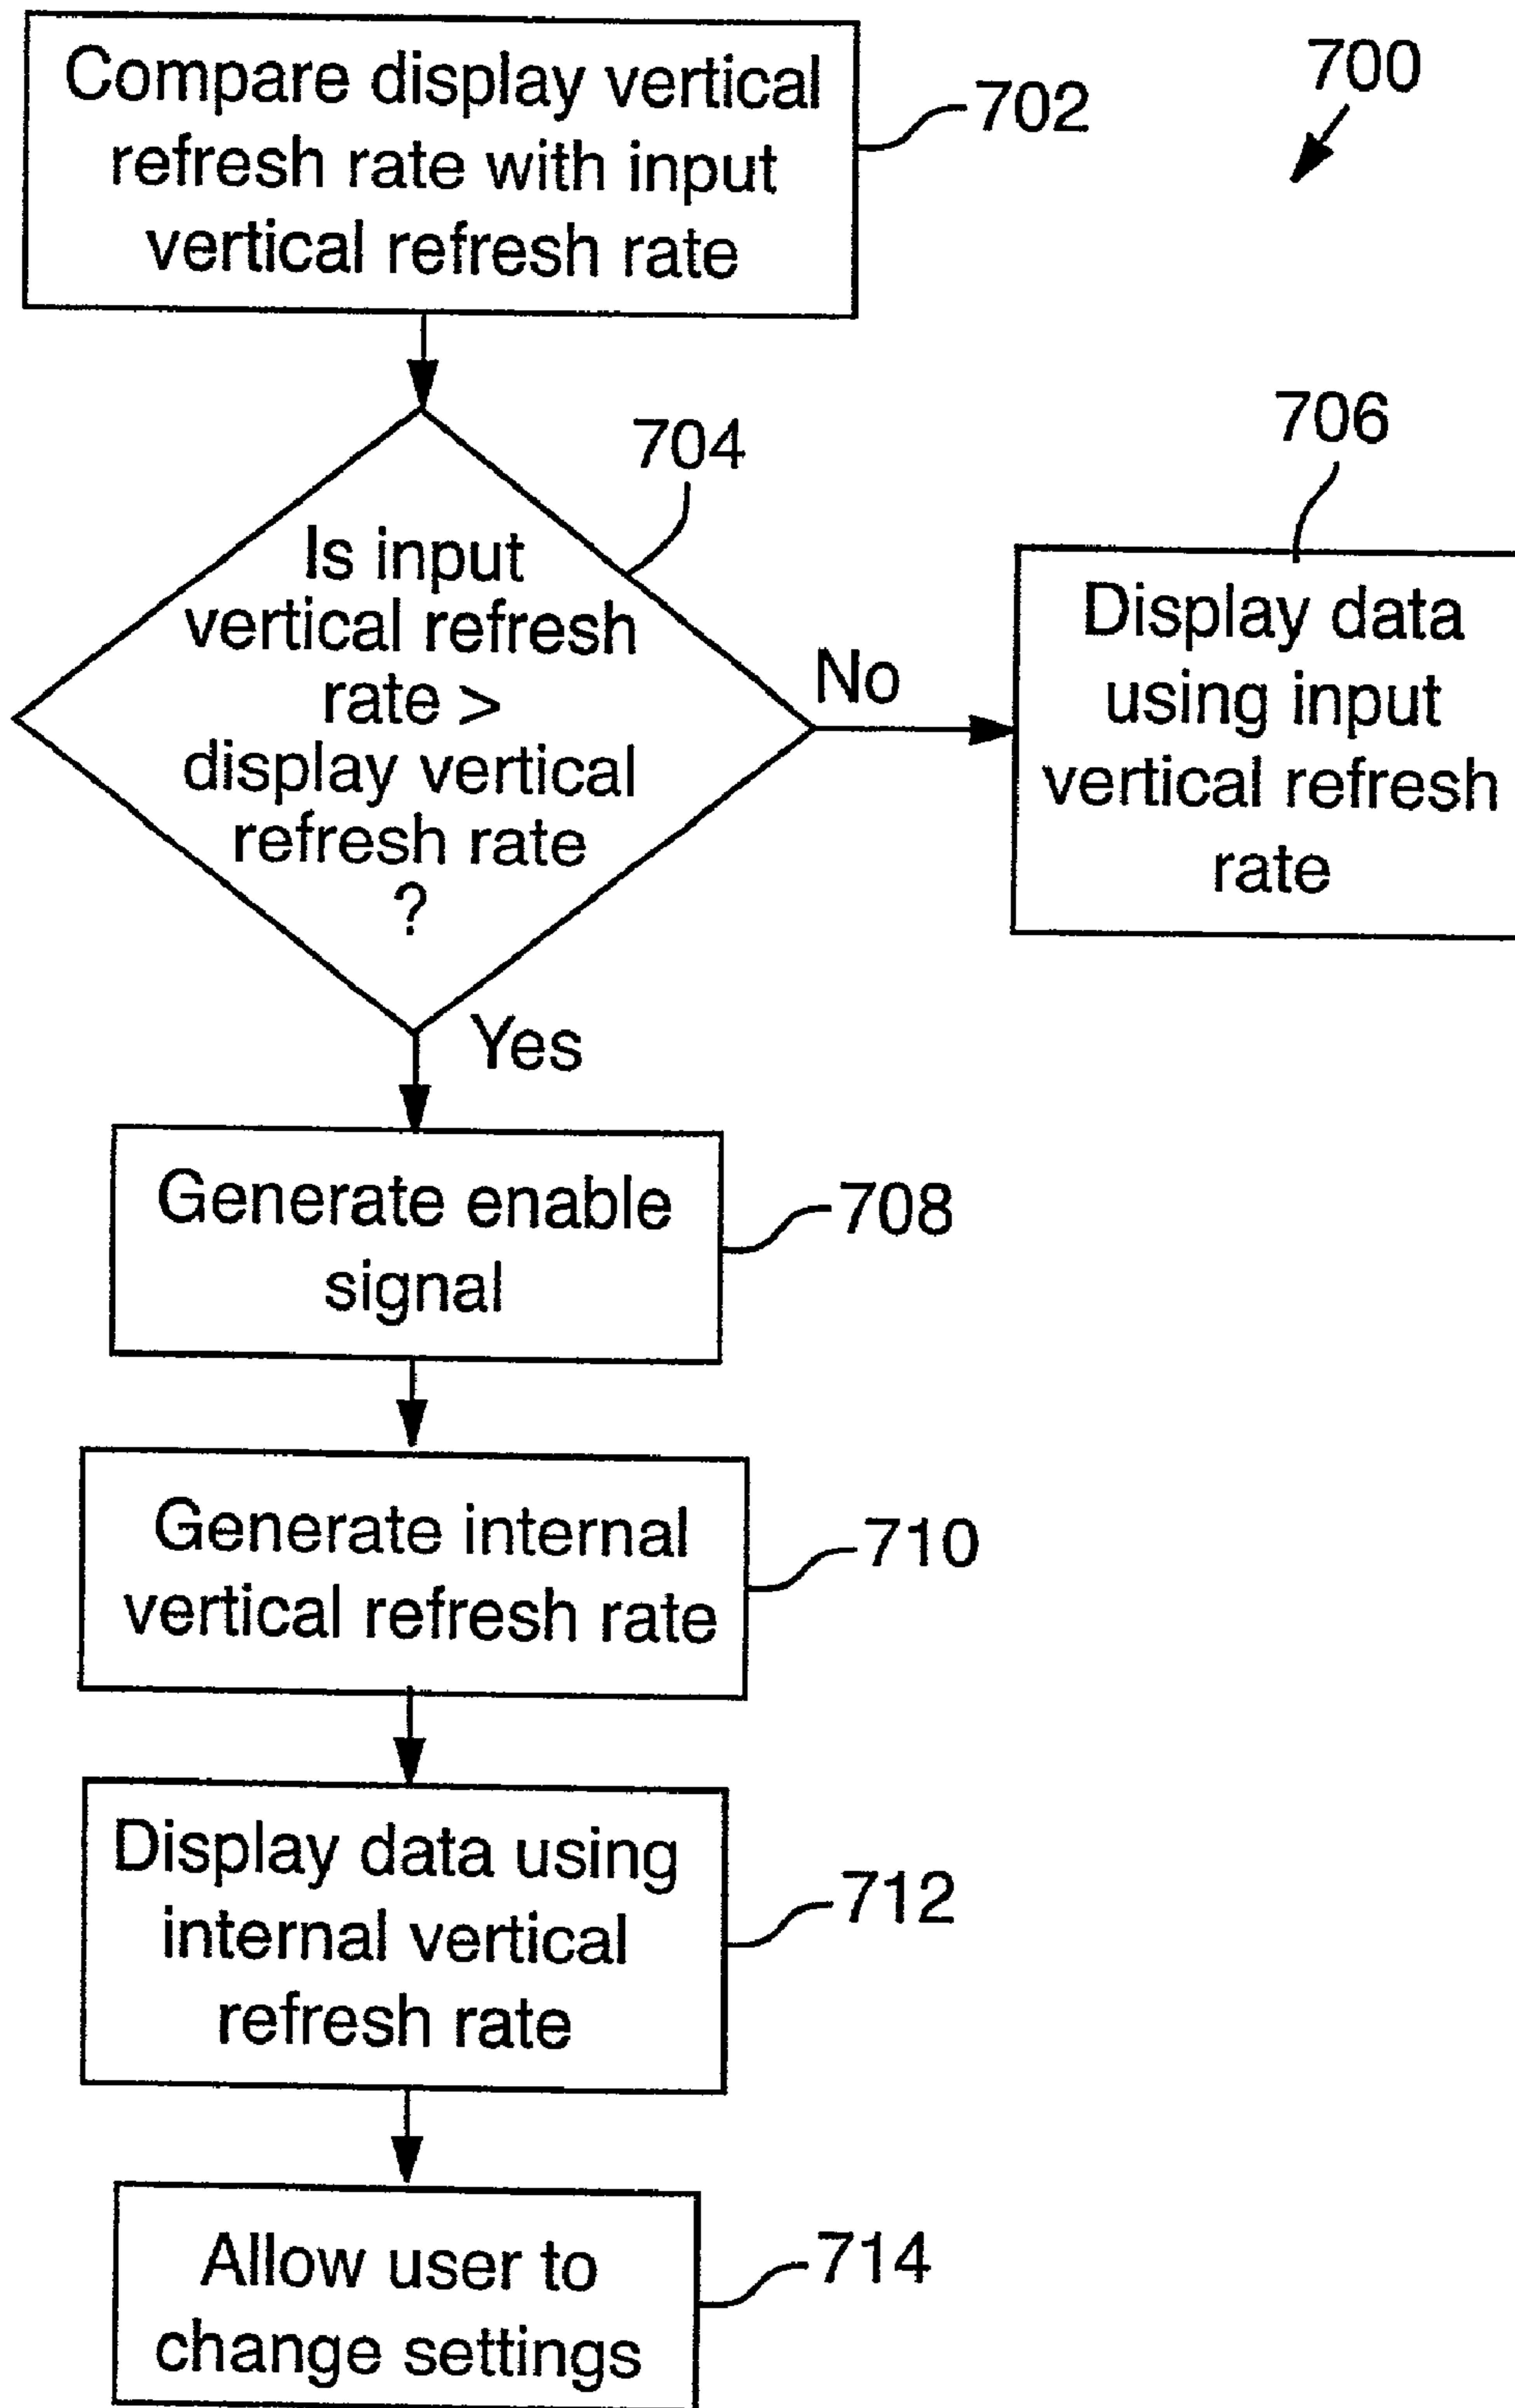 Compare display vertical
refresh rate with input
vertical refresh rate
702
700
704
Is input
vertical refresh
rate >
display vertical
refresh rate
?
No
706
Display data
using input
vertical refresh
rate
Yes
Generate enable
signal
708
Generate internal
vertical refresh rate
710
Display data using
internal vertical
refresh rate
712
Allow user to
change settings
714